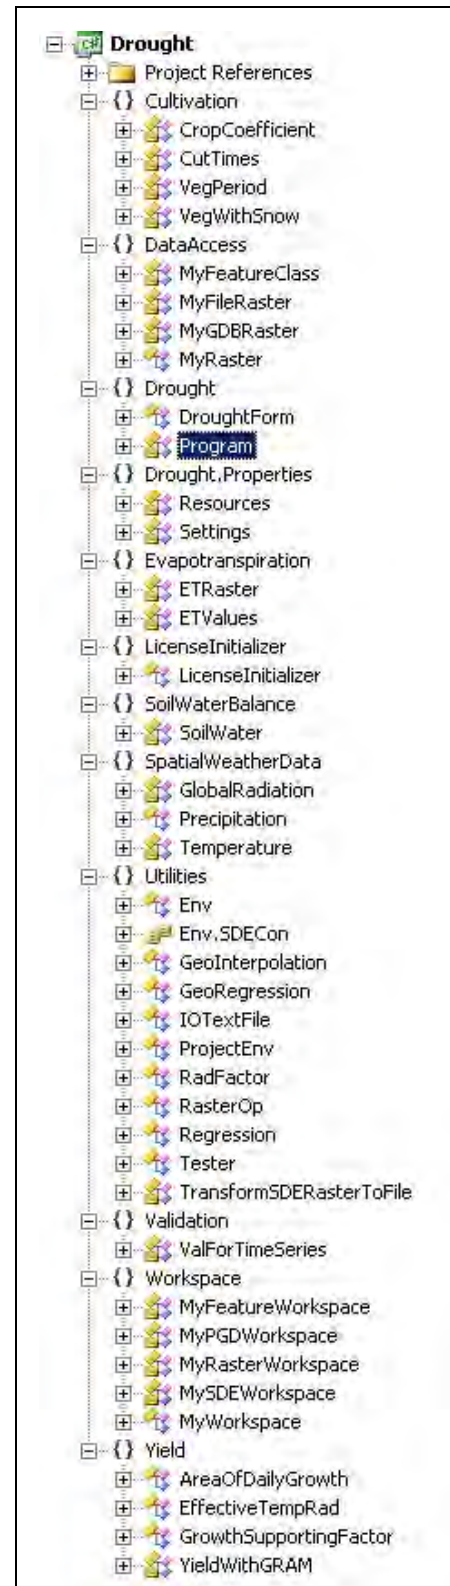 C# Drought
Project References
{} Cultivation
CropCoefficient
CutTimes
VegPeriod
VegWithSnow
{} DataAccess
MyFeatureClass
MyFileRaster
MyGDBRaster
MyRaster
{} Drought
DroughtForm
Program
{} Drought.Properties
Resources
Settings
{} Evapotranspiration
ETRaster
ETValues
{} LicenseInitializer
LicenseInitializer
{} SoilWaterBalance
SoilWater
{} SpatialWeatherData
GlobalRadiation
Precipitation
Temperature
{} Utilities
Env
Env.SDECon
GeoInterpolation
GeoRegression
IOTextFile
ProjectEnv
RadFactor
RasterOp
Regression
Tester
TransformSDERasterToFile
{} Validation
ValForTimeSeries
{} Workspace
MyFeatureWorkspace
MyPGDWorkspace
MyRasterWorkspace
MySDEWorkspace
MyWorkspace
{} Yield
AreaOfDailyGrowth
EffectiveTempRad
GrowthSupportingFactor
YieldWithGRAM